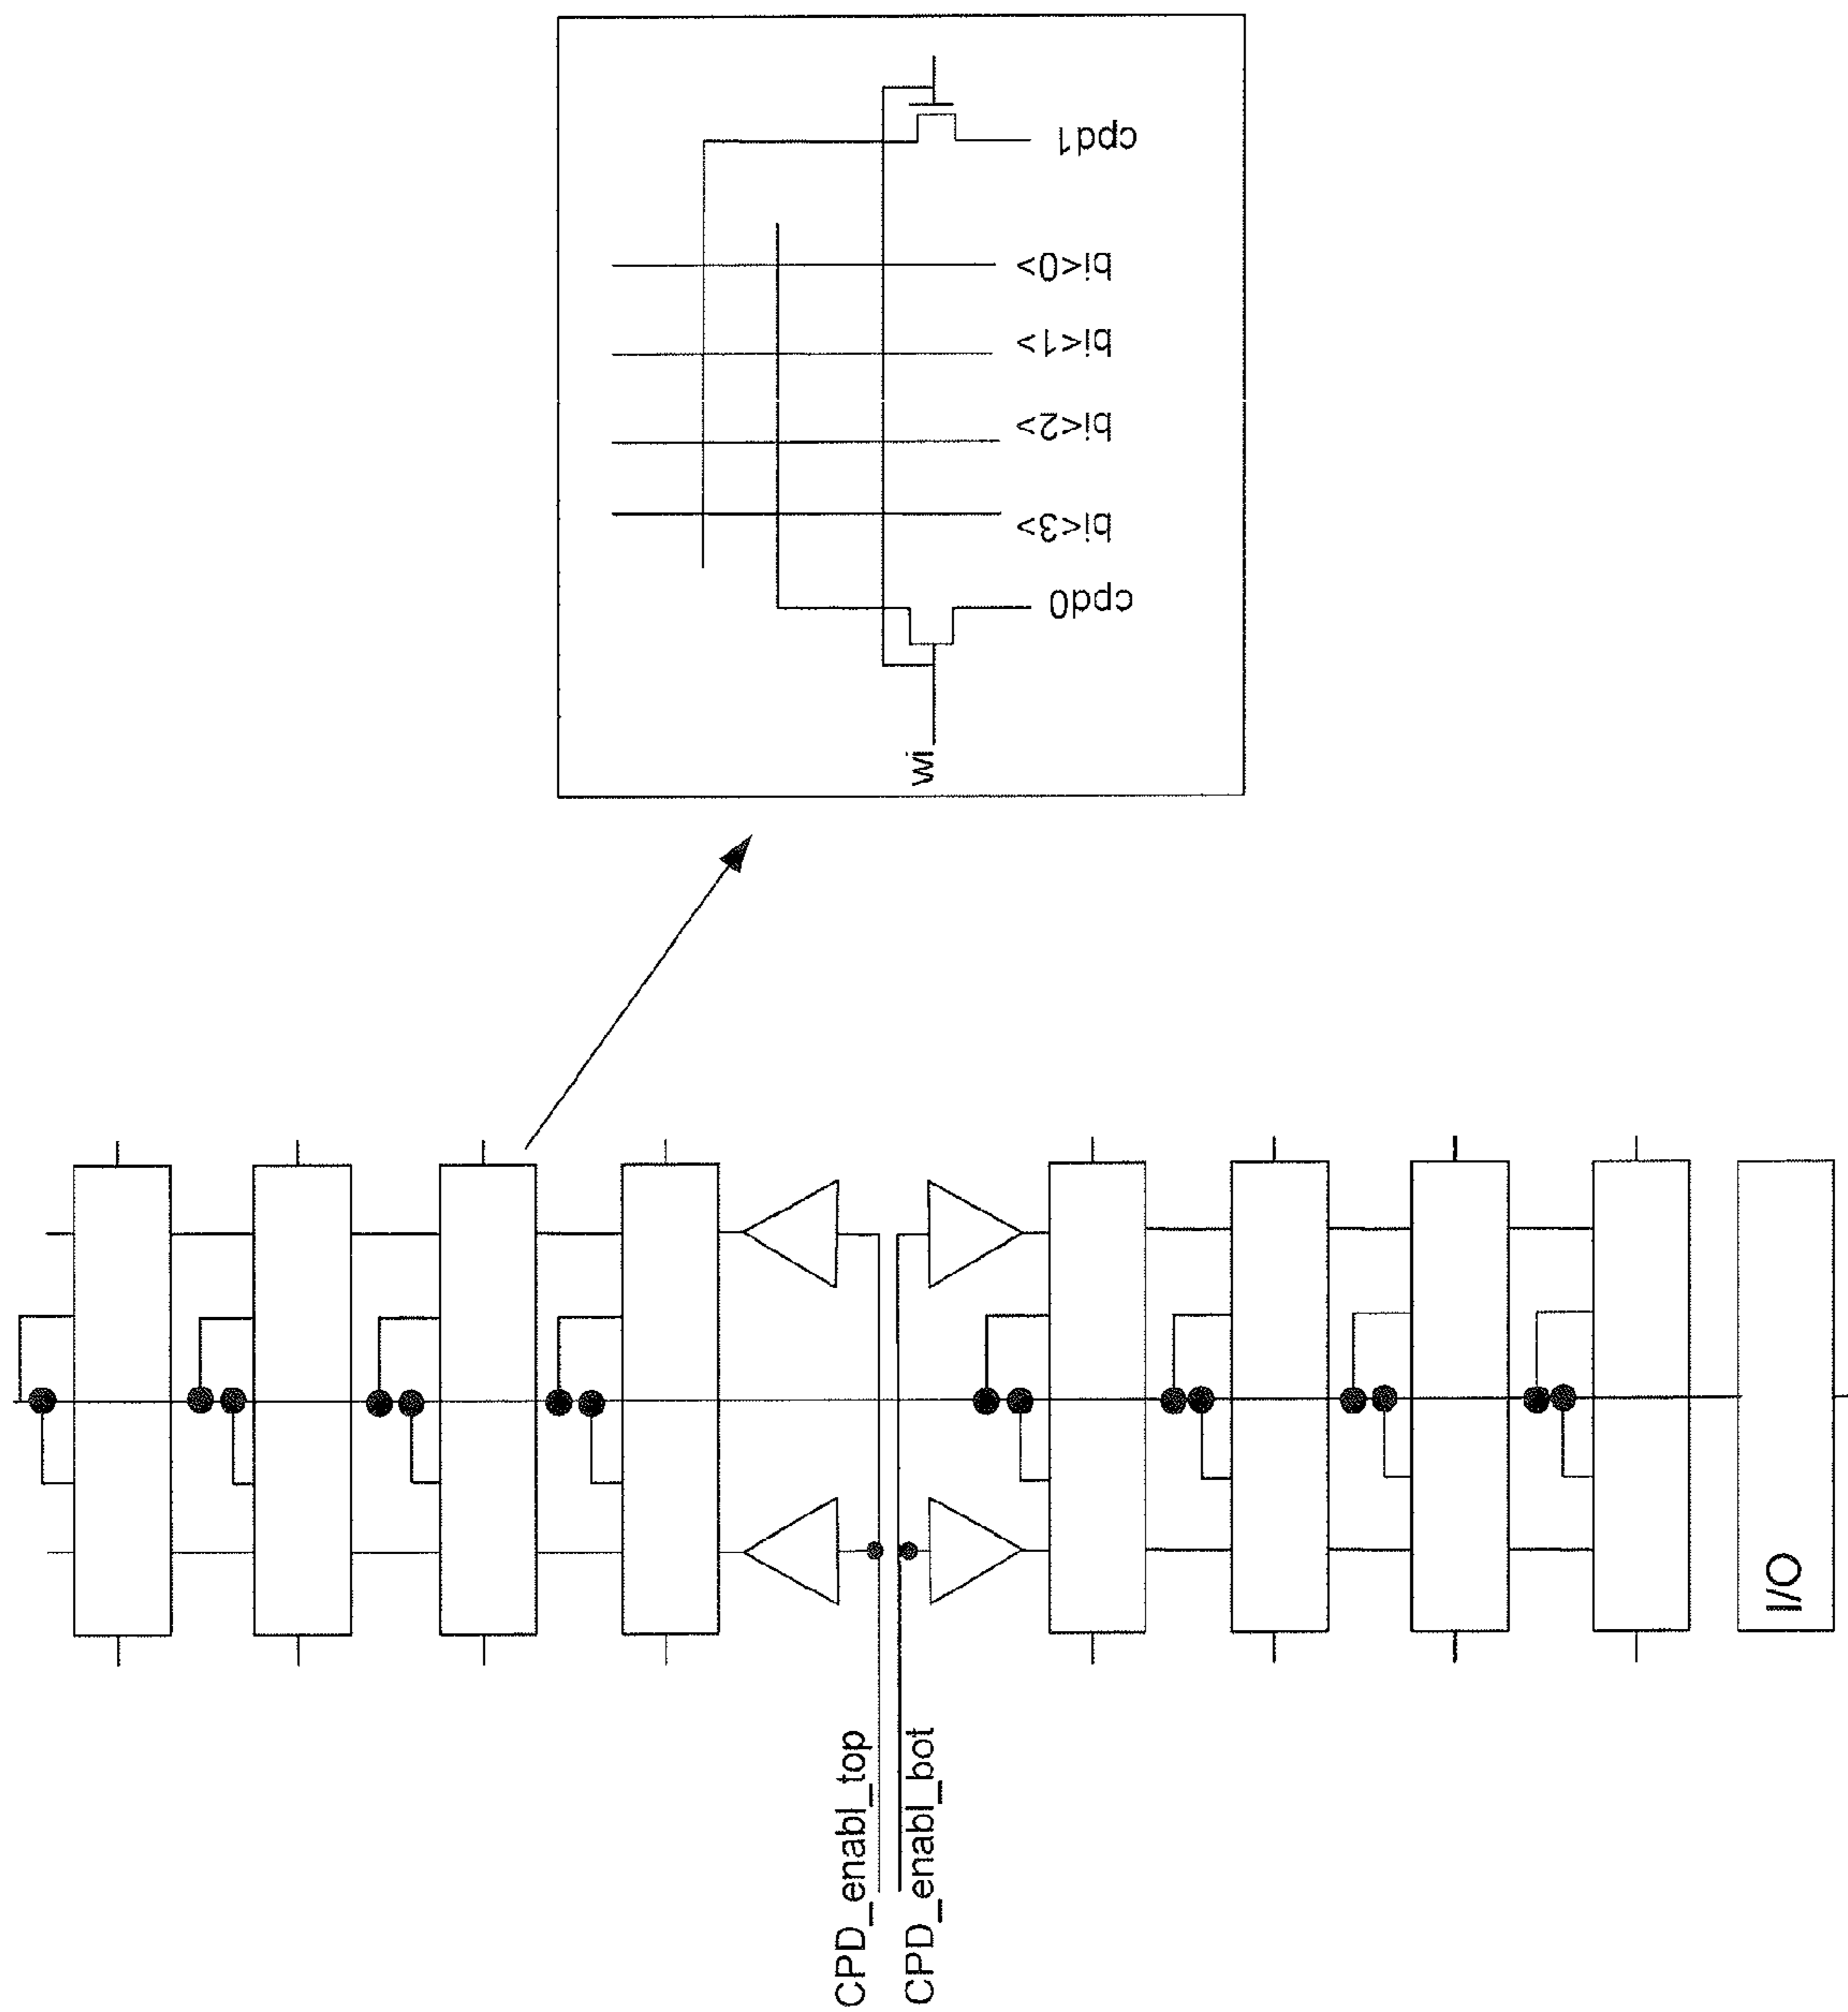 cpd1
bi<0>
bi<1>
bi<2>
bi<3>
cpd0
wi
CPD_enabl_top
CPD_enabl_bot
I/O